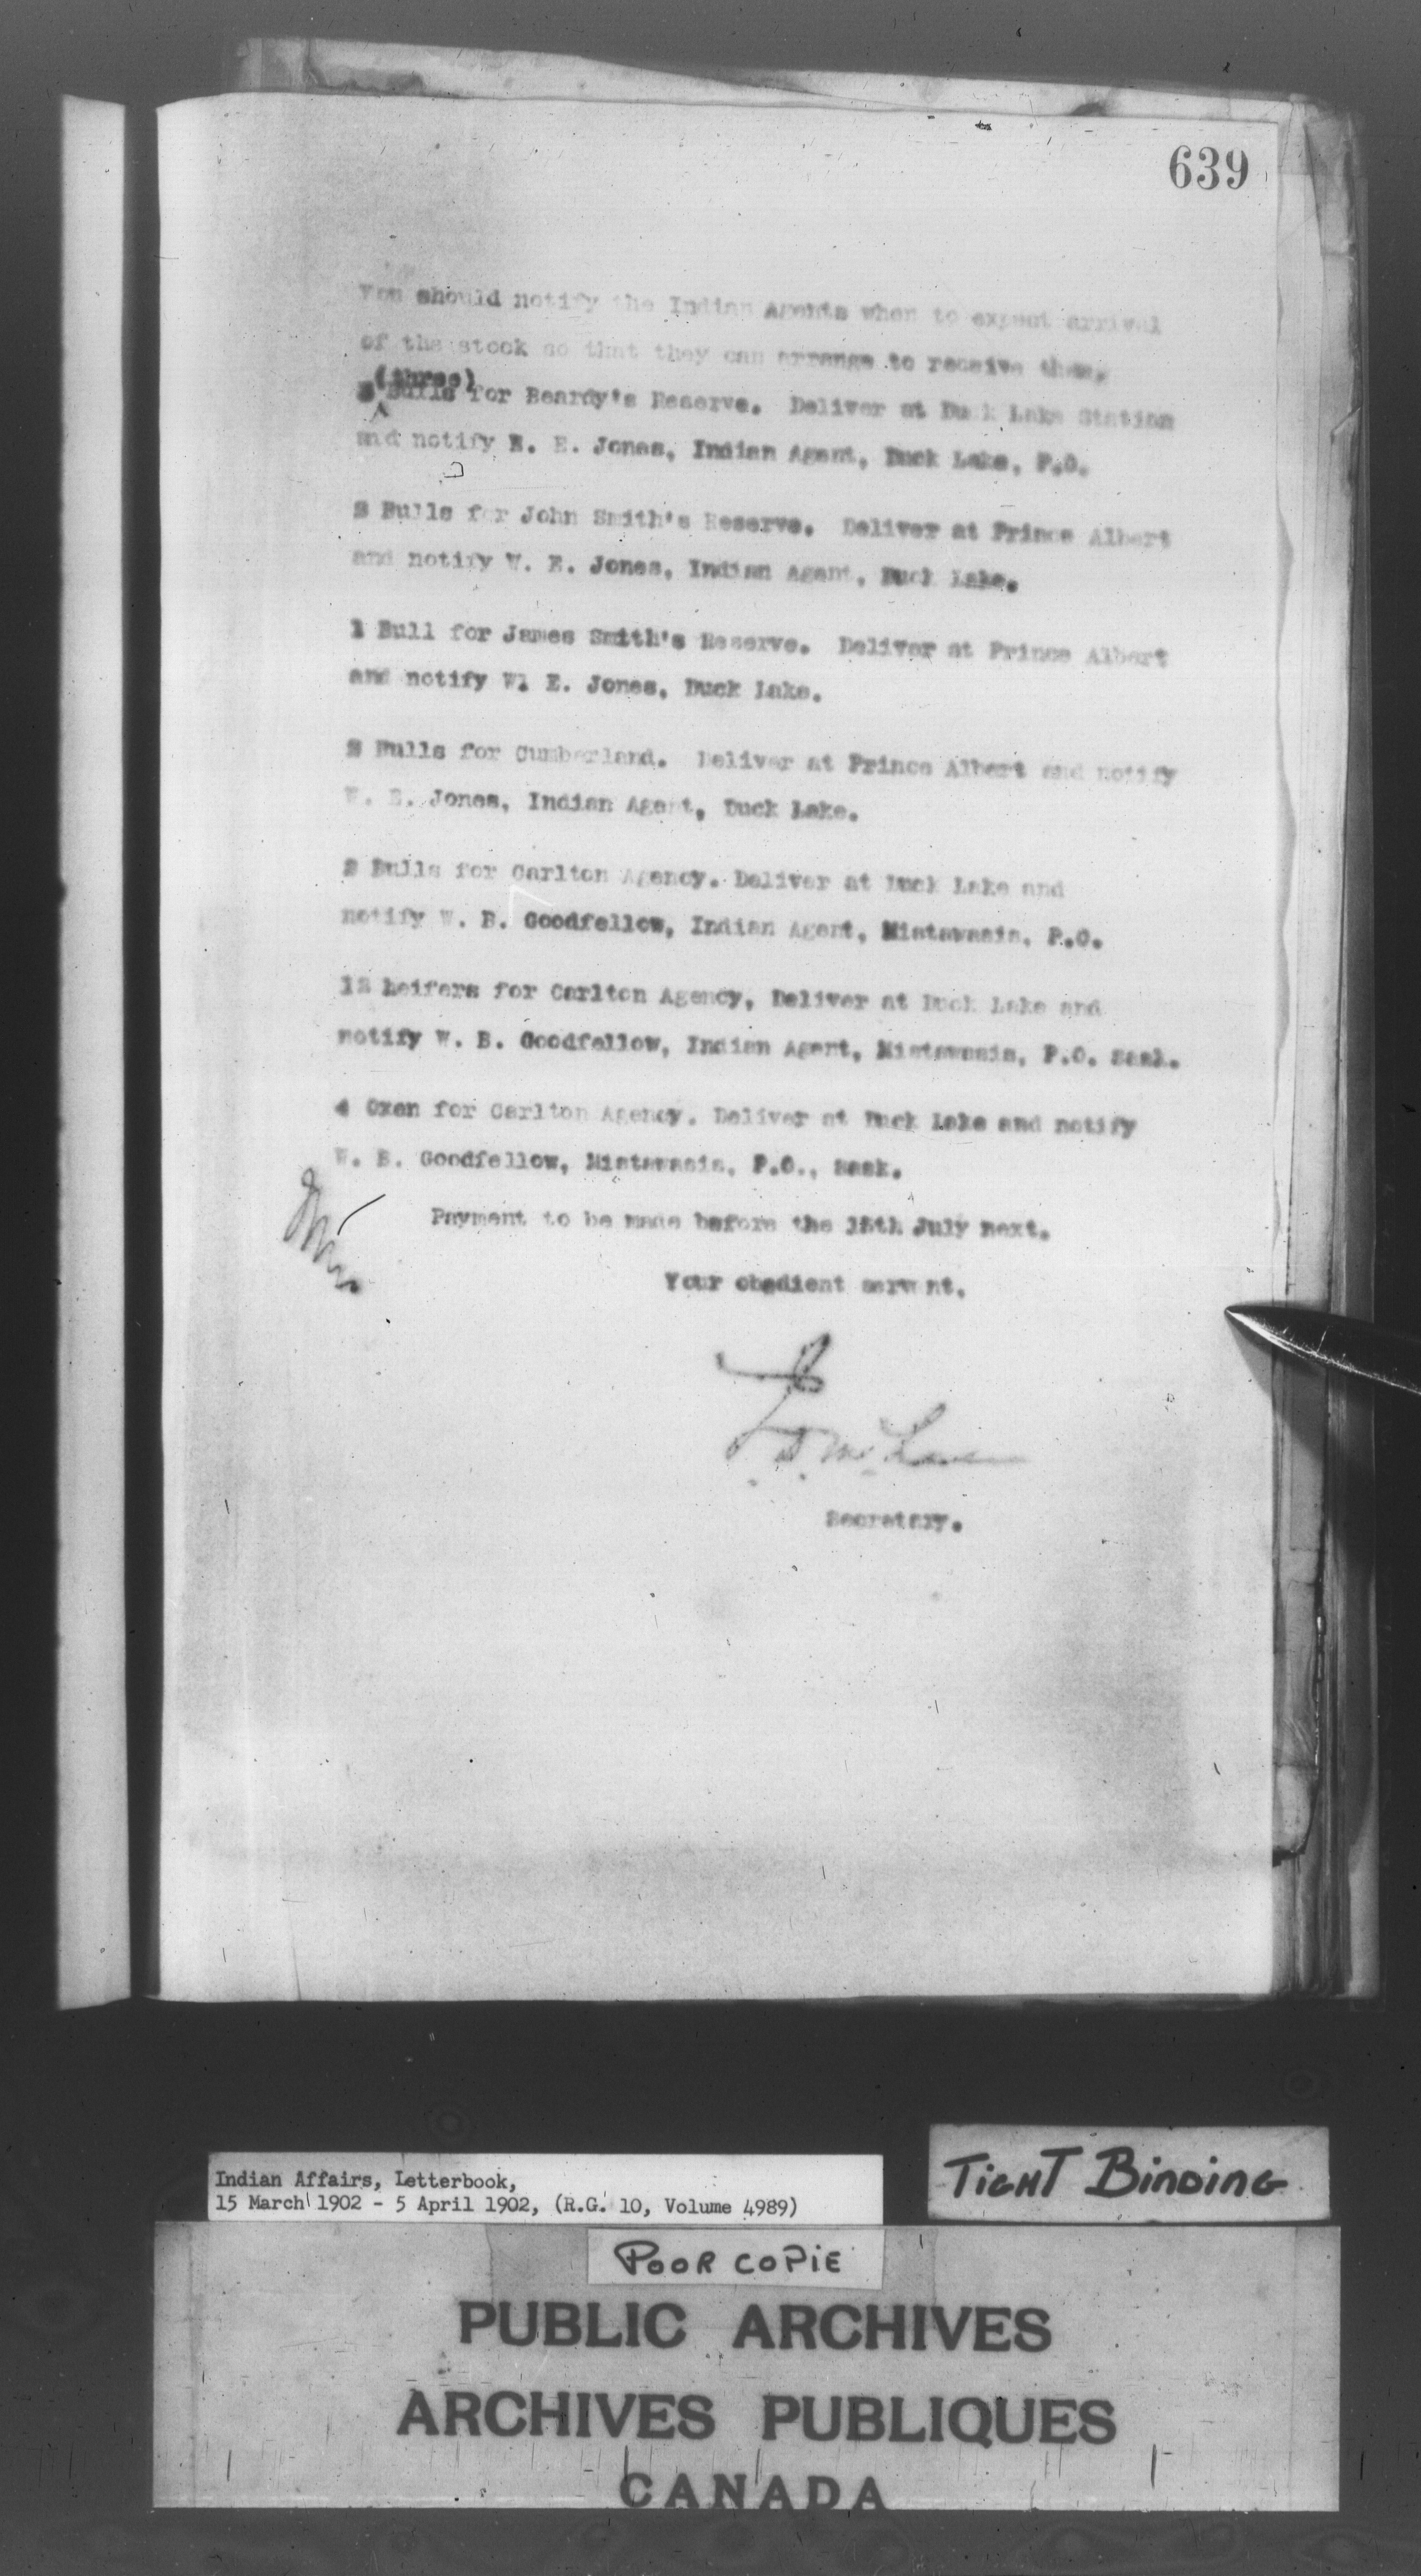 639
You should notify the Indian Agents when to expect arrival
of the stock so that they can arrange to receive them.
(three)
Bulls for Beardy's Reserve. Deliver at Duck Lake Station
and notify E. Jones, Indian Agent, Duck Lake, P.O.
2 Bulls for John Smith's Reserve. Deliver at Prince Albert
and notify W. E. Jones, Indian Agent, Duck Lake.
1 Bull for James Smith's Reserve. Deliver at Prince Albert
and notify W. E. Jones, Duck Lake.
2 Bulls for Cumberland. Deliver at Prince Albert and notify
W. E. Jones, Indian Agent, Duck Lake.
2 Bulls for Carlton Agency. Deliver at Duck Lake and
notify W. B. Goodfellow, Indian Agent, Mistawasis, P.O.
12 heifers for Carlton Agency, Deliver at Duck Lake and
notify W. B. Goodfellow, Indian Agent, Mistawasis, P.O. Sask.
4 Oxen for Carlton Agency. Deliver at Duck Lake and notify
W. B. Goodfellow, Mistawasis, P.O., Sask.
Payment to be made before the 15th July next.
Your obedient servant,
J. D. McLean
Secretary.
Indian Affairs, Letterbook,
15 March 1902 - 5 April 1902, (R.G. 10, Volume 4989)
TIGHT BINDING
POOR COPIE
PUBLIC ARCHIVES
ARCHIVES PUBLIQUES
CANADA